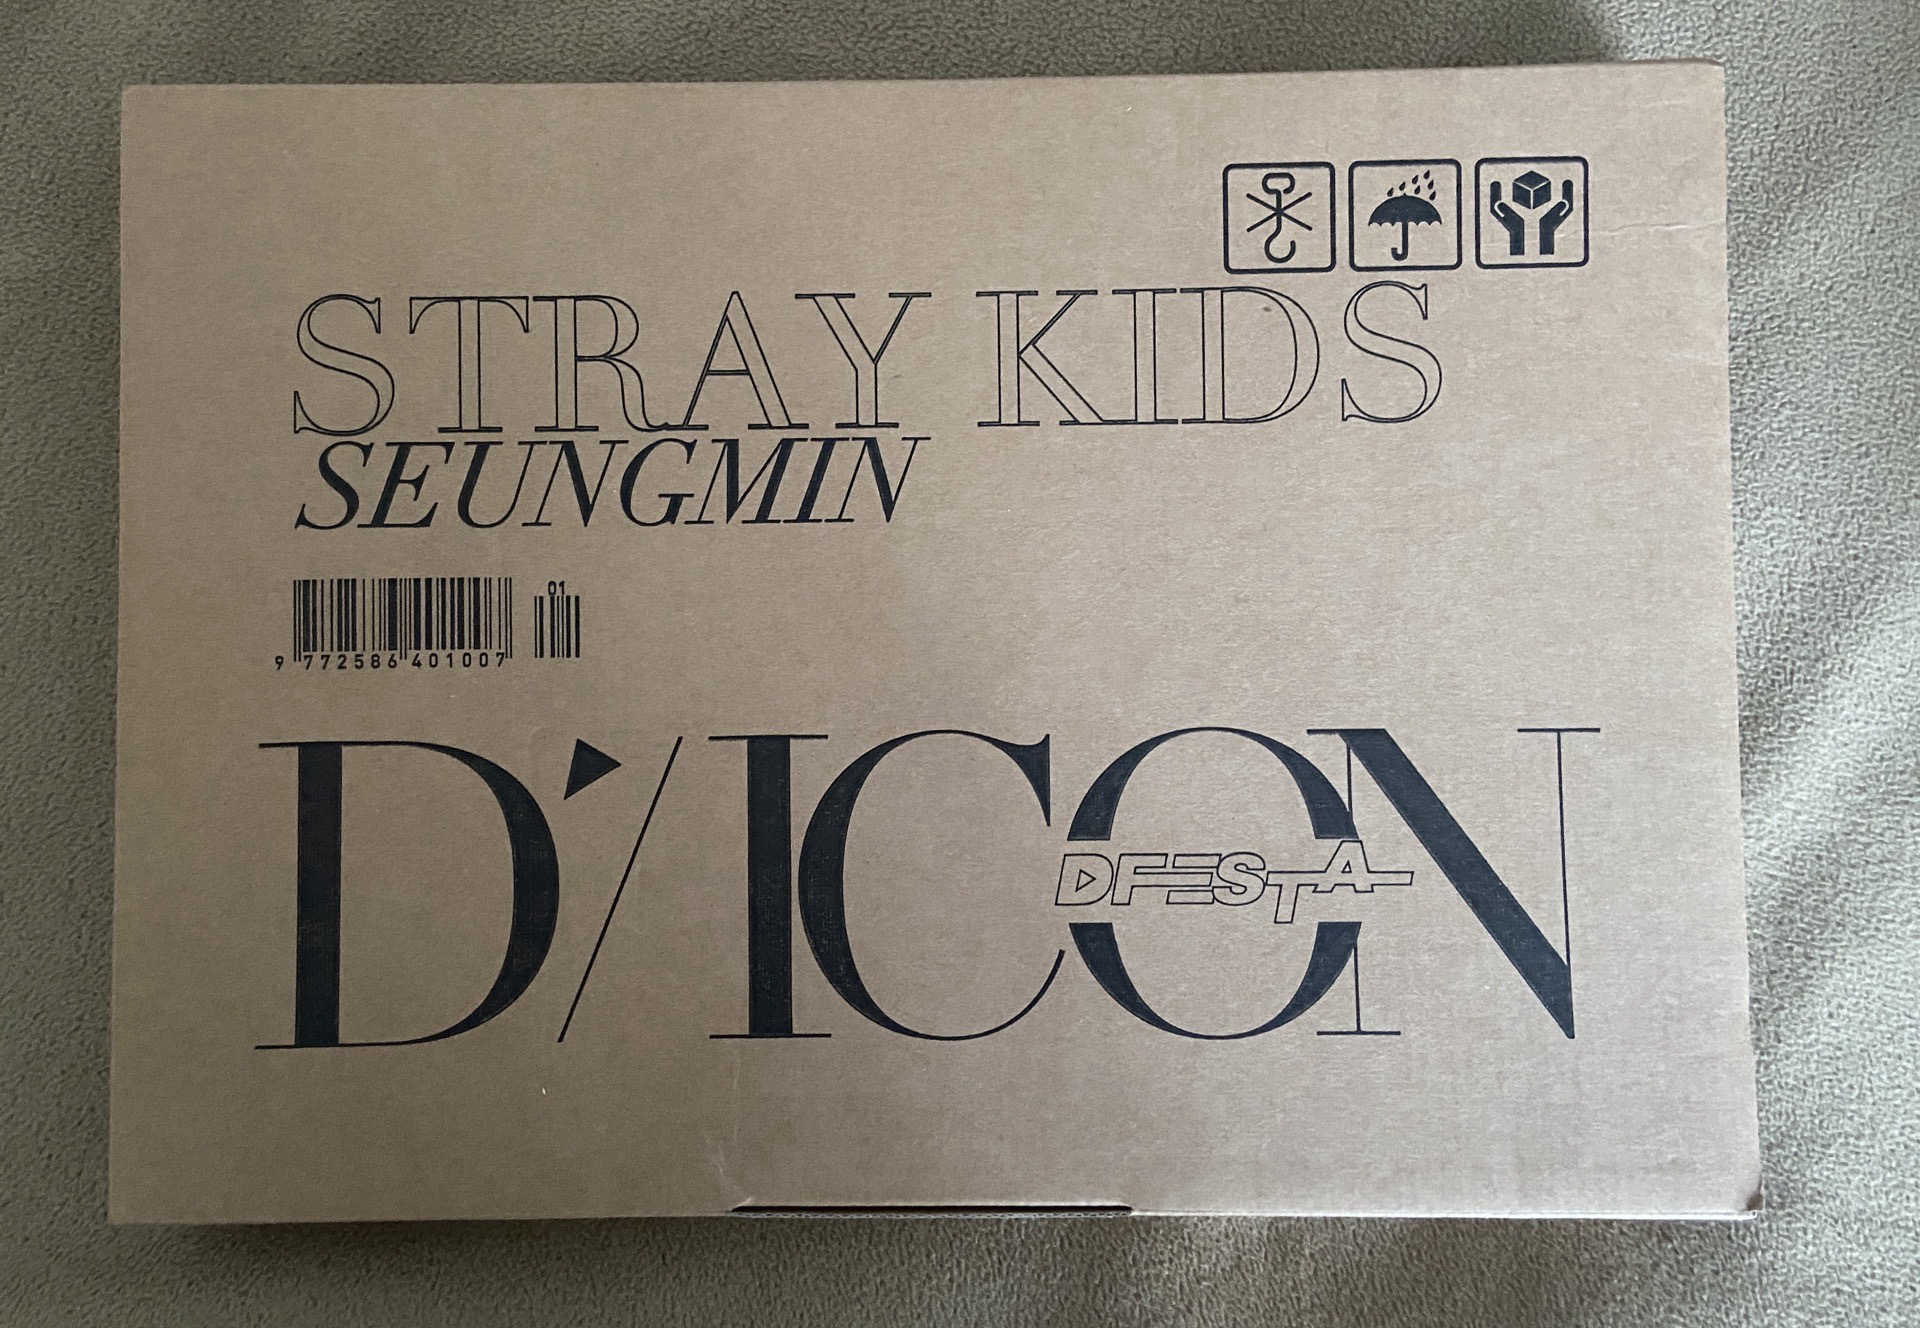 STRAY KIDS
SEUNGMIN
01
9 772586 401007
D'/ICON
DFESTA